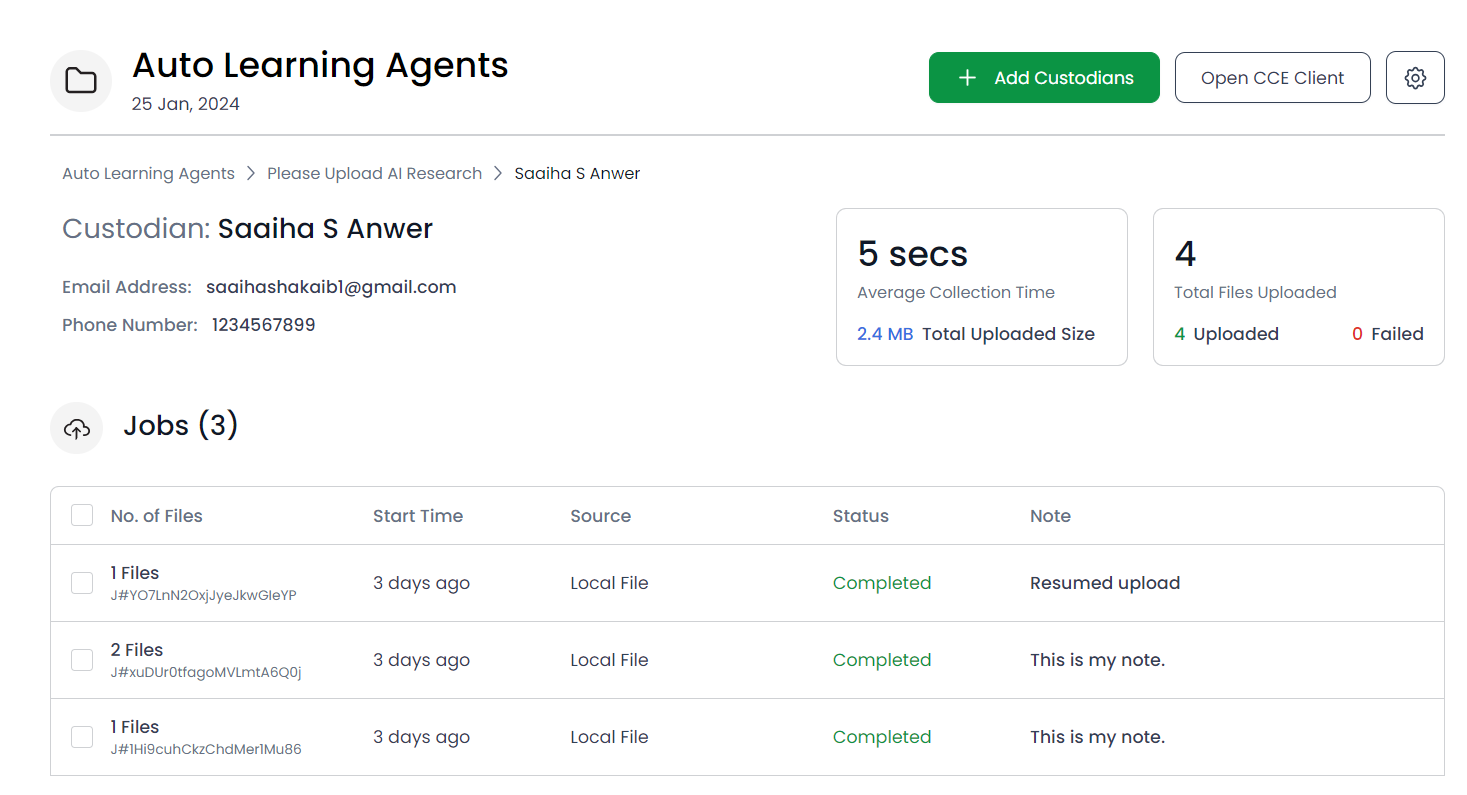 Auto Learning Agents
25 Jan, 2024
Add Custodians
Open CCE Client
Auto Learning Agents > Please Upload AI Research > Saaiha S Anwer
Custodian: Saaiha S Anwer
Email Address: saaihashakaib1@gmail.com
Phone Number: 1234567899
5 secs
Average Collection Time
2.4 MB Total Uploaded Size
4
Total Files Uploaded
4 Uploaded 0 Failed
Jobs (3)
No. of Files Start Time Source Status Note
1 Files 3 days ago Local File Completed Resumed upload
J#YO7LnN2OxjJyeJkwGIeYP
2 Files 3 days ago Local File Completed This is my note.
J#xuDUr0tfagoMVLmtA6Q0j
1 Files 3 days ago Local File Completed This is my note.
J#1Hi9cuhCkzChdMer1Mu86